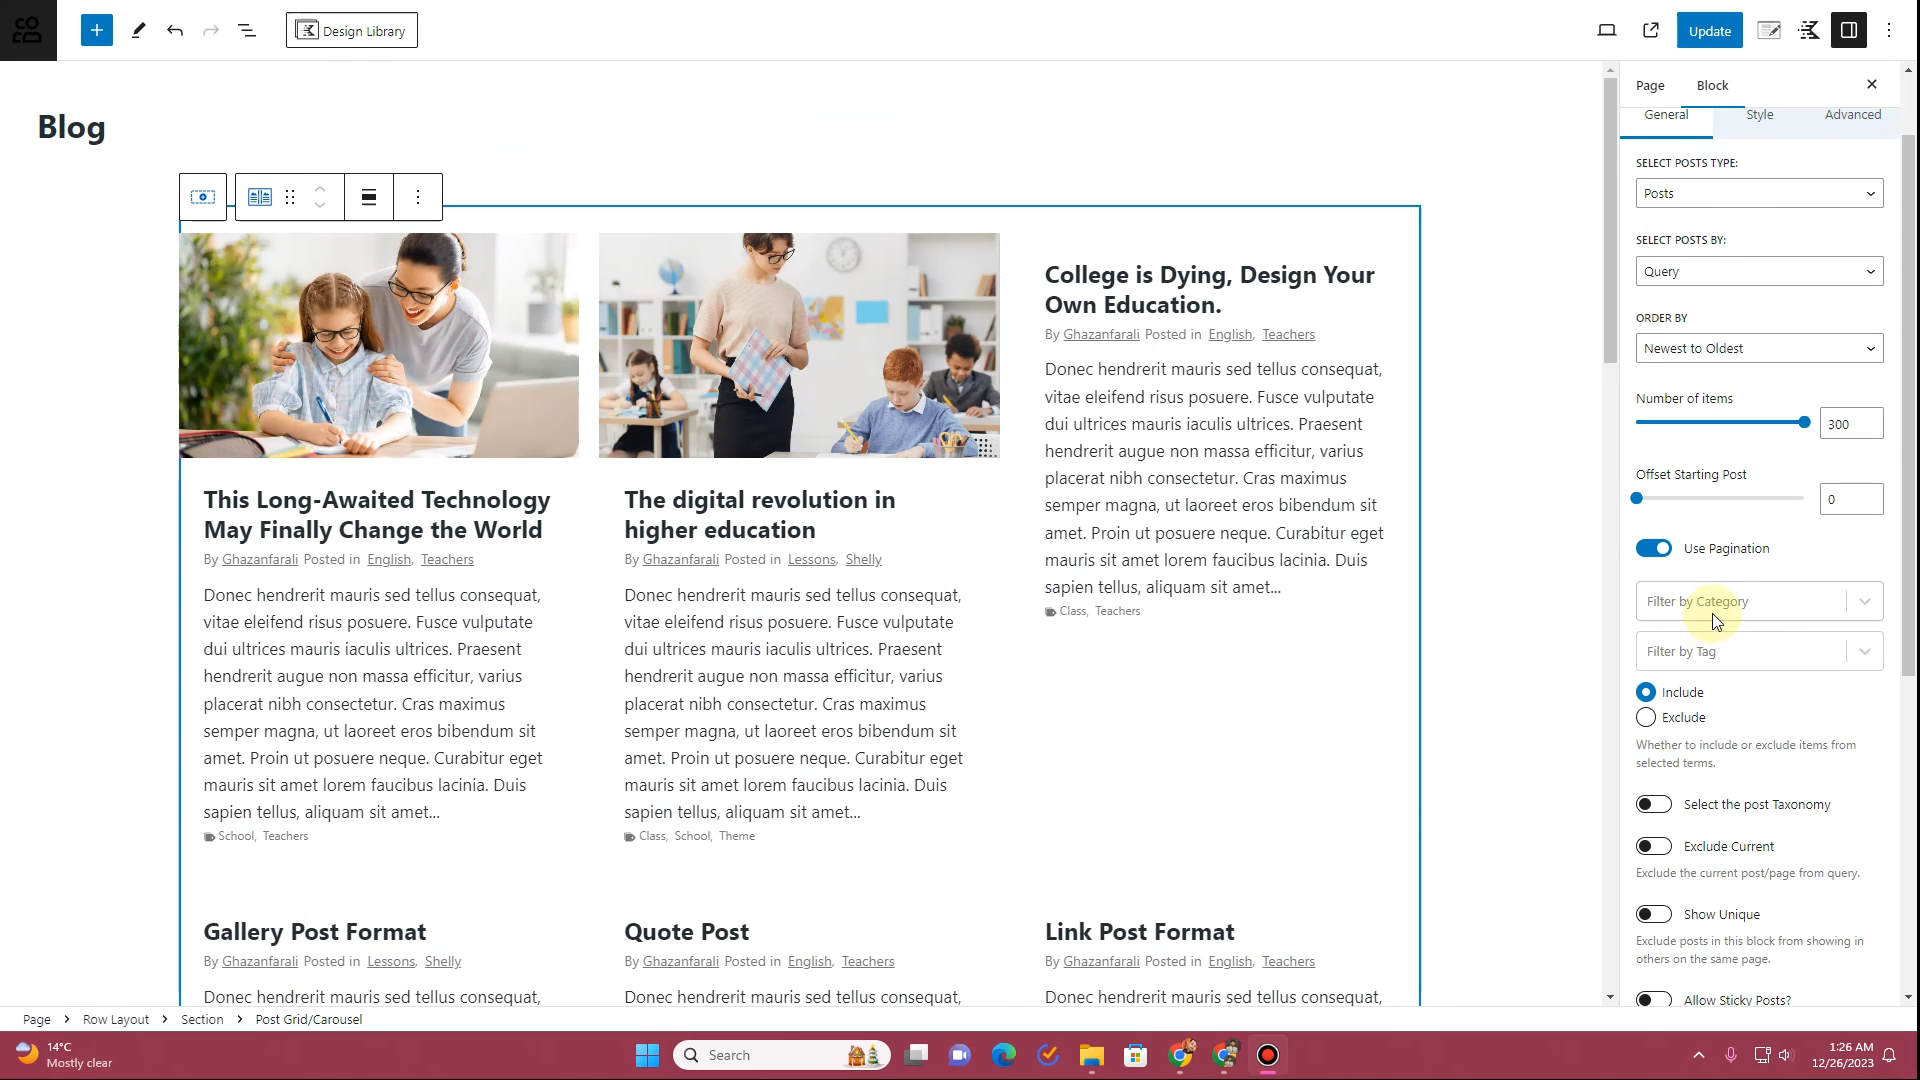 Design Library
Update
Page
Block
General
Style
Advanced
Blog
SELECT POSTS TYPE:
Posts
SELECT POSTS BY:
Query
ORDER BY
Newest to Oldest
Number of items
300
Offset Starting Post
0
Use Pagination
Filter by Category
Filter by Tag
Include
Exclude
Whether to include or exclude items from
selected terms.
Select the post Taxonomy
Exclude Current
Exclude the current post/page from query.
Show Unique
Exclude posts in this block from showing in
others on the same page.
Allow Sticky Posts?
This Long-Awaited Technology
May Finally Change the World
By Ghazanfarali Posted in English, Teachers
Donec hendrerit mauris sed tellus consequat,
vitae eleifend risus posuere. Fusce vulputate
dui ultrices mauris iaculis ultrices. Praesent
hendrerit augue non massa efficitur, varius
placerat nibh consectetur. Cras maximus
semper magna, ut laoreet eros bibendum sit
amet. Proin ut posuere neque. Curabitur eget
mauris sit amet lorem faucibus lacinia. Duis
sapien tellus, aliquam sit amet...
School, Teachers
The digital revolution in
higher education
By Ghazanfarali Posted in Lessons, Shelly
Donec hendrerit mauris sed tellus consequat,
vitae eleifend risus posuere. Fusce vulputate
dui ultrices mauris iaculis ultrices. Praesent
hendrerit augue non massa efficitur, varius
placerat nibh consectetur. Cras maximus
semper magna, ut laoreet eros bibendum sit
amet. Proin ut posuere neque. Curabitur eget
mauris sit amet lorem faucibus lacinia. Duis
sapien tellus, aliquam sit amet...
Class, School, Theme
College is Dying, Design Your
Own Education.
By Ghazanfarali Posted in English, Teachers
Donec hendrerit mauris sed tellus consequat,
vitae eleifend risus posuere. Fusce vulputate
dui ultrices mauris iaculis ultrices. Praesent
hendrerit augue non massa efficitur, varius
placerat nibh consectetur. Cras maximus
semper magna, ut laoreet eros bibendum sit
amet. Proin ut posuere neque. Curabitur eget
mauris sit amet lorem faucibus lacinia. Duis
sapien tellus, aliquam sit amet...
Class, Teachers
Gallery Post Format
By Ghazanfarali Posted in Lessons, Shelly
Donec hendrerit mauris sed tellus consequat,
Quote Post
By Ghazanfarali Posted in English, Teachers
Donec hendrerit mauris sed tellus consequat,
Link Post Format
By Ghazanfarali Posted in English, Teachers
Donec hendrerit mauris sed tellus consequat,
Page > Row Layout > Section > Post Grid/Carousel
14°C
Mostly clear
Search
1:26 AM
12/26/2023